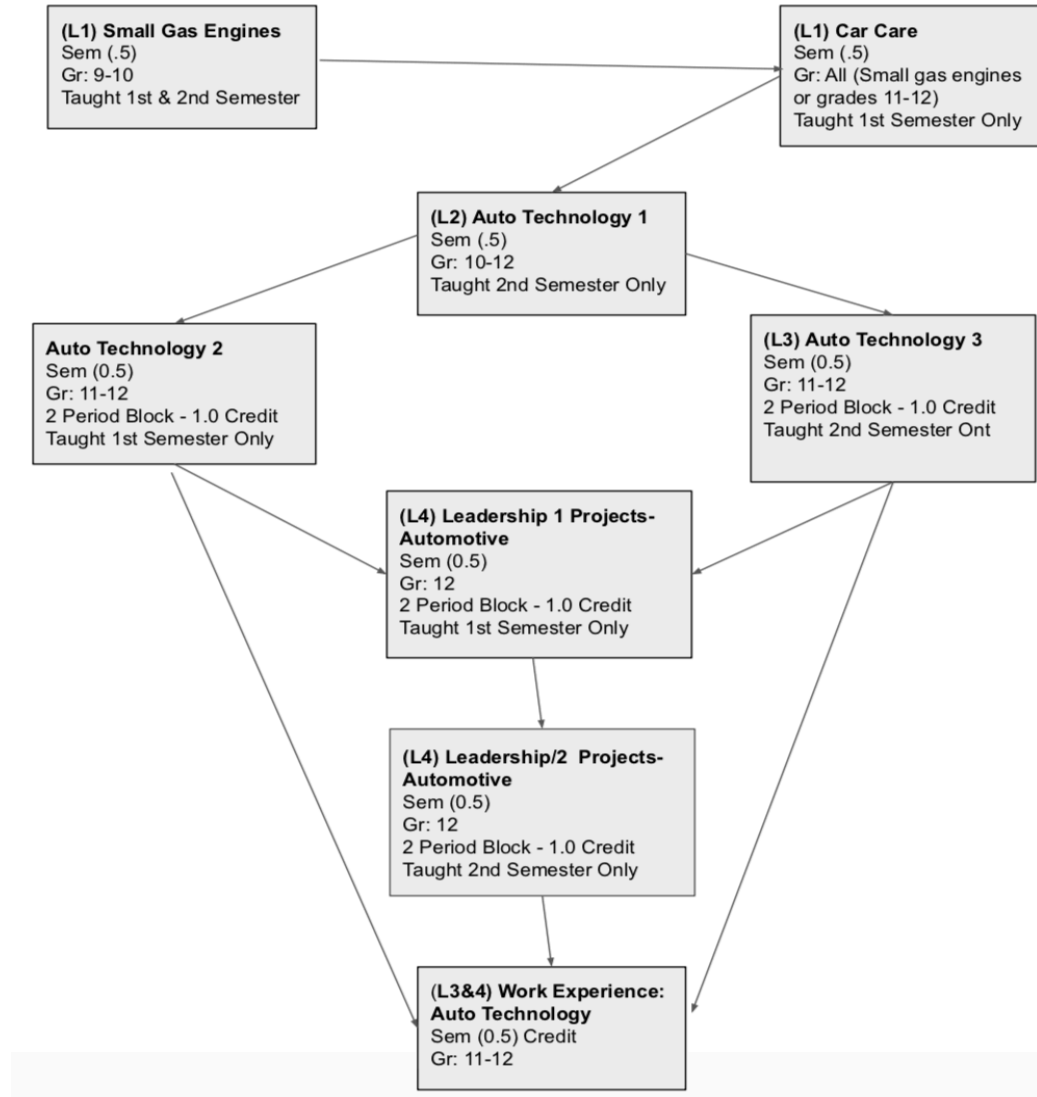 (L1) Small Gas Engines
Sem (.5)
Gr: 9-10
Taught 1st & 2nd Semester
(L1) Car Care
Sem (.5)
Gr: All (Small gas engines
or grades 11-12)
Taught 1st Semester Only
(L2) Auto Technology 1
Sem (.5)
Gr: 10-12
Taught 2nd Semester Only
Auto Technology 2
Sem (0.5)
Gr: 11-12
2 Period Block - 1.0 Credit
Taught 1st Semester Only
(L3) Auto Technology 3
Sem (0.5)
Gr: 11-12
2 Period Block - 1.0 Credit
Taught 2nd Semester Ont
(L4) Leadership 1 Projects-
Automotive
Sem (0.5)
Gr: 12
2 Period Block - 1.0 Credit
Taught 1st Semester Only
(L4) Leadership/2  Projects-
Automotive
Sem (0.5)
Gr: 12
2 Period Block - 1.0 Credit
Taught 2nd Semester Only
(L3&4) Work Experience:
Auto Technology
Sem (0.5) Credit
Gr: 11-12